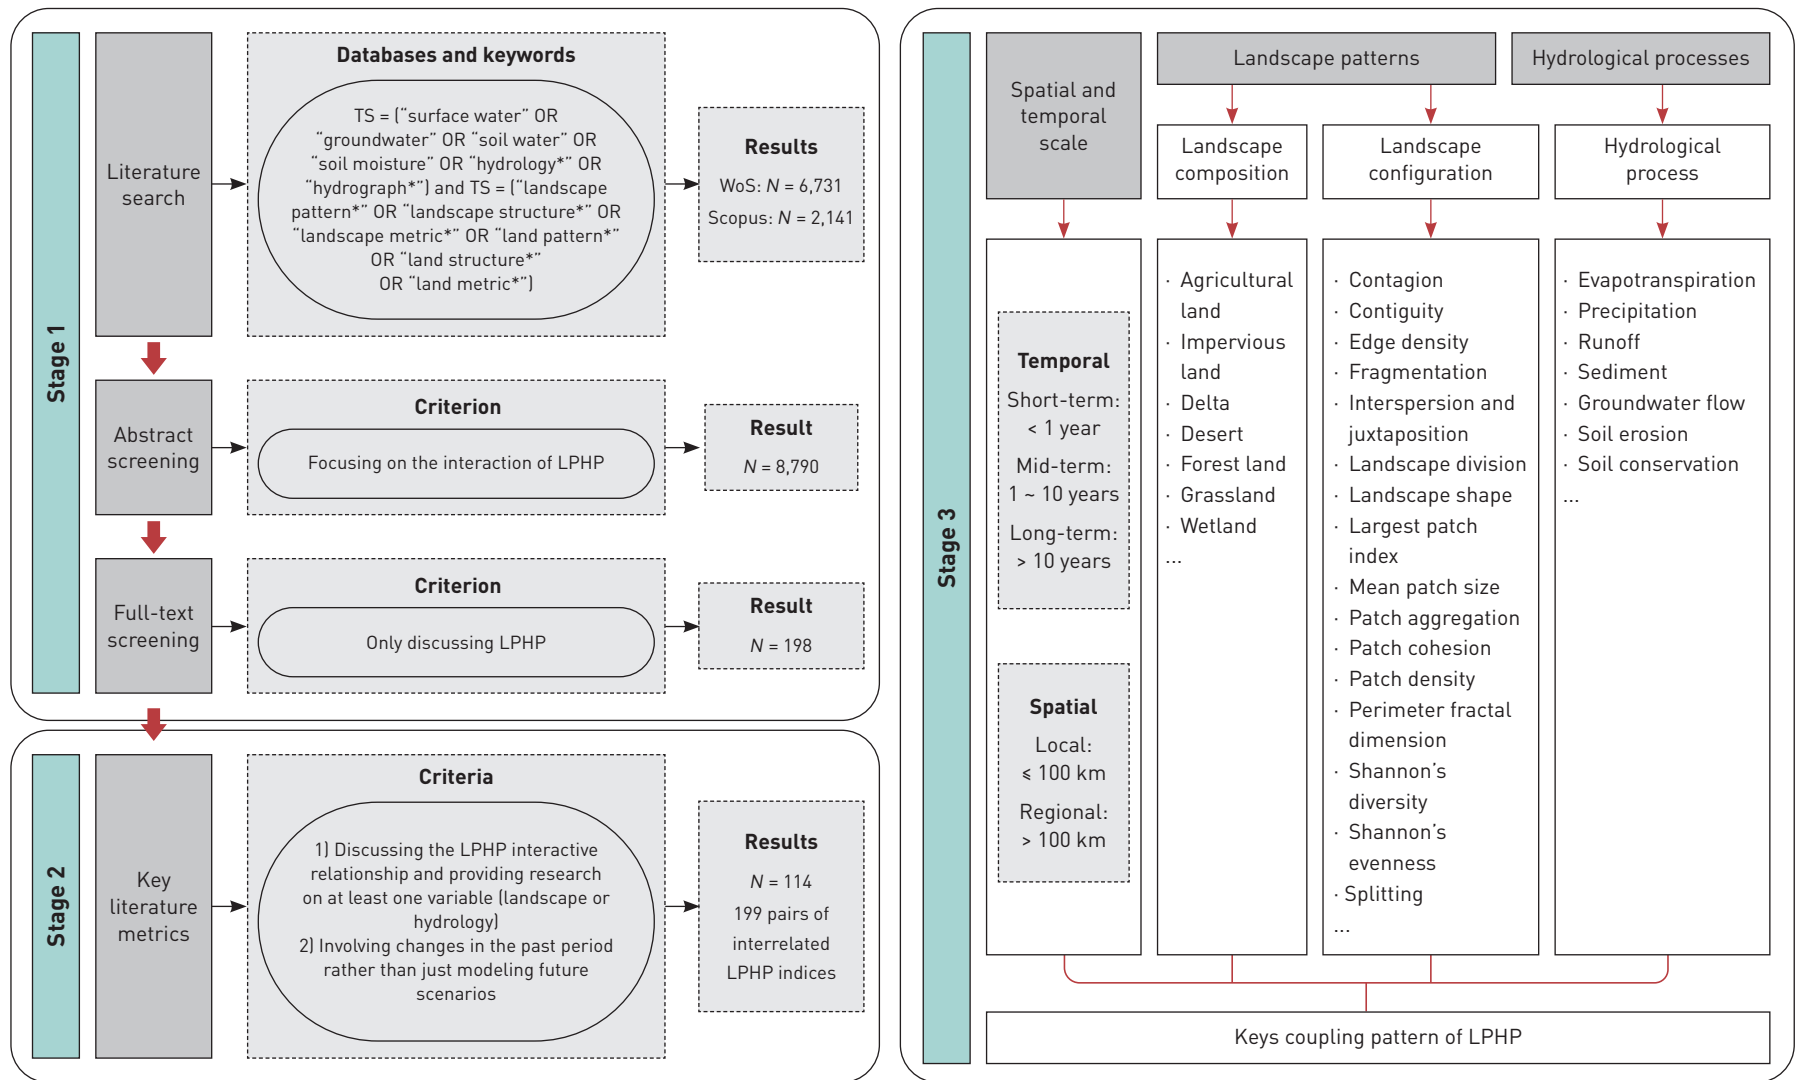 Stage 1
Literature
search
Databases and keywords
TS = (“surface water” OR
“groundwater” OR “soil water” OR
“soil moisture” OR “hydrology*” OR
“hydrograph*”) and TS = (“landscape
pattern*” OR “landscape structure*” OR
“landscape metric*” OR “land pattern*”
OR “land structure*”
OR “land metric*”)
Results
WoS: N = 6,731
Scopus: N = 2,141
Abstract
screening
Criterion
Focusing on the interaction of LPHP
Result
N = 8,790
Full-text
screening
Criterion
Only discussing LPHP
Result
N = 198
Stage 2
Key
literature
metrics
Criteria
1) Discussing the LPHP interactive
relationship and providing research
on at least one variable (landscape or
hydrology)
2) Involving changes in the past period
rather than just modeling future
scenarios
Results
N = 114
199 pairs of
interrelated
LPHP indices
Stage 3
Spatial and
temporal
scale
Temporal
Short-term:
< 1 year
Mid-term:
1 ~ 10 years
Long-term:
> 10 years
Spatial
Local:
⩽ 100 km
Regional:
> 100 km
Landscape patterns
Landscape
composition
· Agricultural
land
· Impervious
land
· Delta
· Desert
· Forest land
· Grassland
· Wetland
...
Landscape
configuration
· Contagion
· Contiguity
· Edge density
· Fragmentation
· Interspersion and
juxtaposition
· Landscape division
· Landscape shape
· Largest patch
index
· Mean patch size
· Patch aggregation
· Patch cohesion
· Patch density
· Perimeter fractal
dimension
· Shannon’s
diversity
· Shannon’s
evenness
· Splitting
...
Hydrological processes
Hydrological
process
· Evapotranspiration
· Precipitation
· Runoff
· Sediment
· Groundwater flow
· Soil erosion
· Soil conservation
...
Keys coupling pattern of LPHP